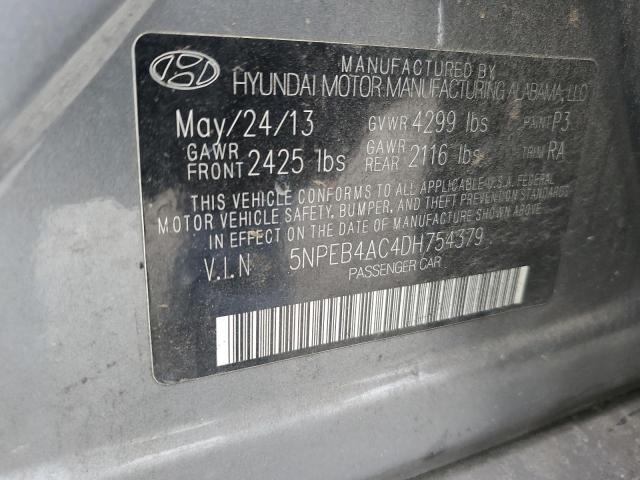 MANUFACTURED BY
HYUNDAI MOTOR MANUFACTURING ALABAMA, LLC
May/24/13 GVWR 4299 lbs PAINT P3
GAWR FRONT 2425 lbs GAWR REAR 2116 lbs TRIM RA
THIS VEHICLE CONFORMS TO ALL APPLICABLE U.S.A. FEDERAL
MOTOR VEHICLE SAFETY, BUMPER, AND THEFT PREVENTION STANDARDS
IN EFFECT ON THE DATE OF MANUFACTURE SHOWN ABOVE.
V.I.N 5NPEB4AC4DH754379
PASSENGER CAR